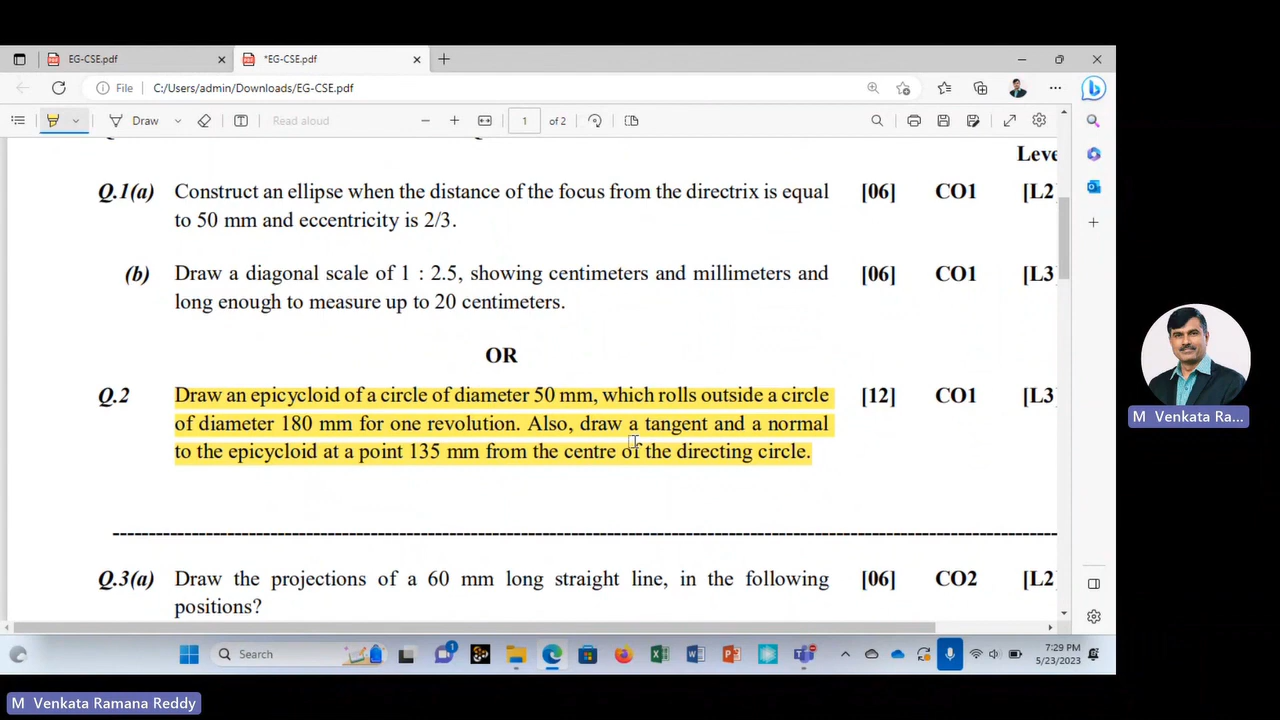 EG-CSE.pdf
*EG-CSE.pdf
File
C:/Users/admin/Downloads/EG-CSE.pdf
Draw
Read aloud
1
of 2
Leve
Q.1(a) Construct an ellipse when the distance of the focus from the directrix is equal [06] CO1 [L2
to 50 mm and eccentricity is 2/3.
(b) Draw a diagonal scale of 1 : 2.5, showing centimeters and millimeters and [06] CO1 [L3]
long enough to measure up to 20 centimeters.
OR
Q.2 Draw an epicycloid of a circle of diameter 50 mm, which rolls outside a circle [12] CO1 [L3]
of diameter 180 mm for one revolution. Also, draw a tangent and a normal
to the epicycloid at a point 135 mm from the centre of the directing circle.
--------------------------------------------------------------------------------
Q.3(a) Draw the projections of a 60 mm long straight line, in the following [06] CO2 [L2]
positions?
M Venkata Ra...
Search
1
7:29 PM
5/23/2023
M Venkata Ramana Reddy